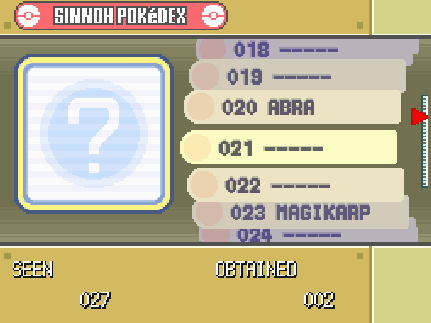 SINNOH POKéDEX
018 -----
019 -----
020 ABRA
021 -----
022 -----
023 MAGIKARP
024 -----
?
SEEN
027
OBTAINED
002